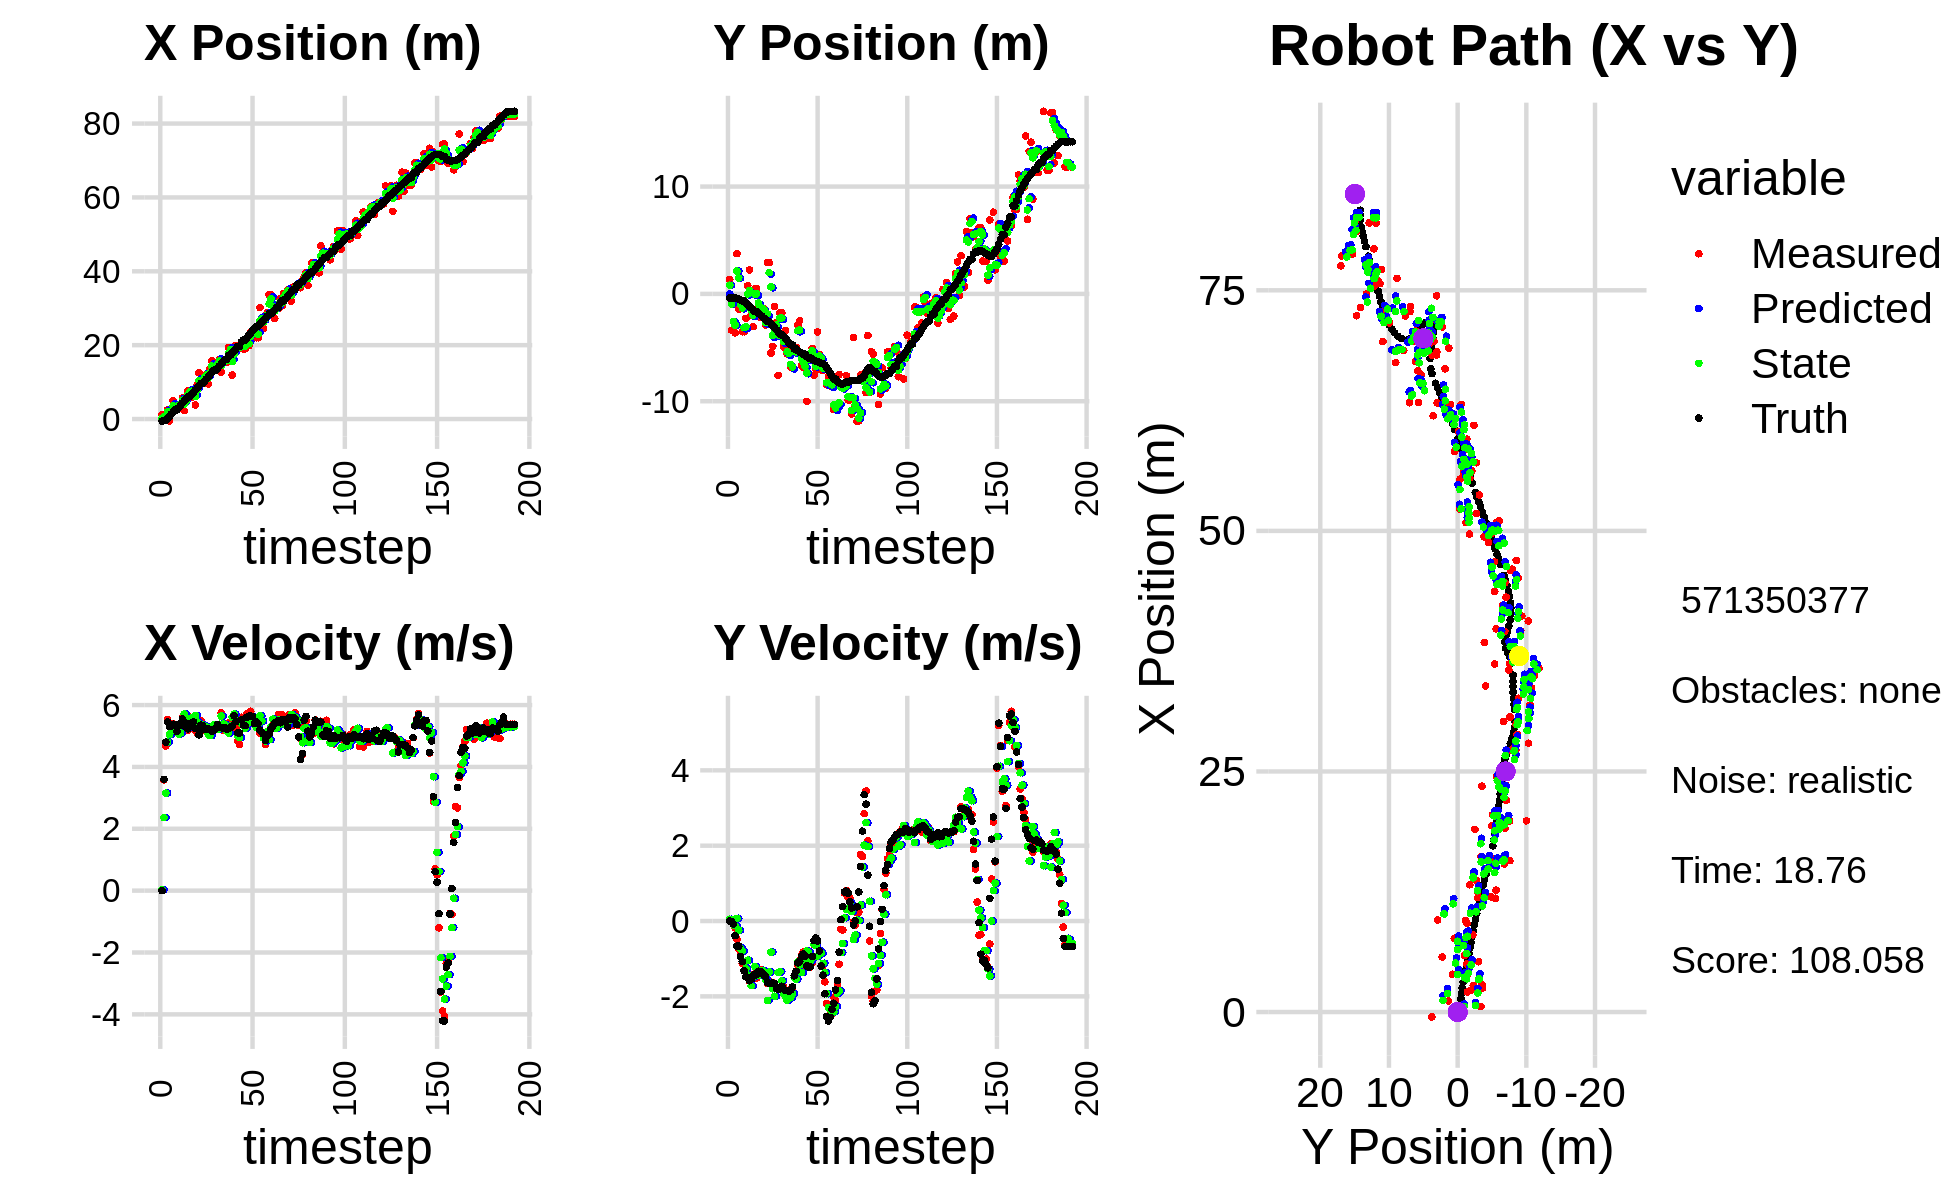 X Position (m)
80
60
40
20
0
0
50
100
150
200
timestep
Y Position (m)
10
0
-10
0
50
100
150
200
timestep
X Velocity (m/s)
6
4
2
0
-2
-4
0
50
100
150
200
timestep
Y Velocity (m/s)
4
2
0
-2
0
50
100
150
200
timestep
Robot Path (X vs Y)
X Position (m)
75
50
25
0
20 10 0 -10 -20
Y Position (m)
variable
Measured
Predicted
State
Truth
571350377
Obstacles: none
Noise: realistic
Time: 18.76
Score: 108.058